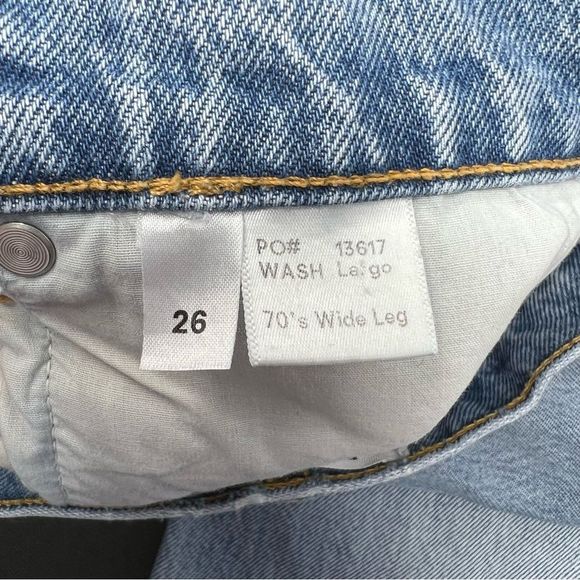 26
PO# 13617
WASH Largo
70's Wide Leg